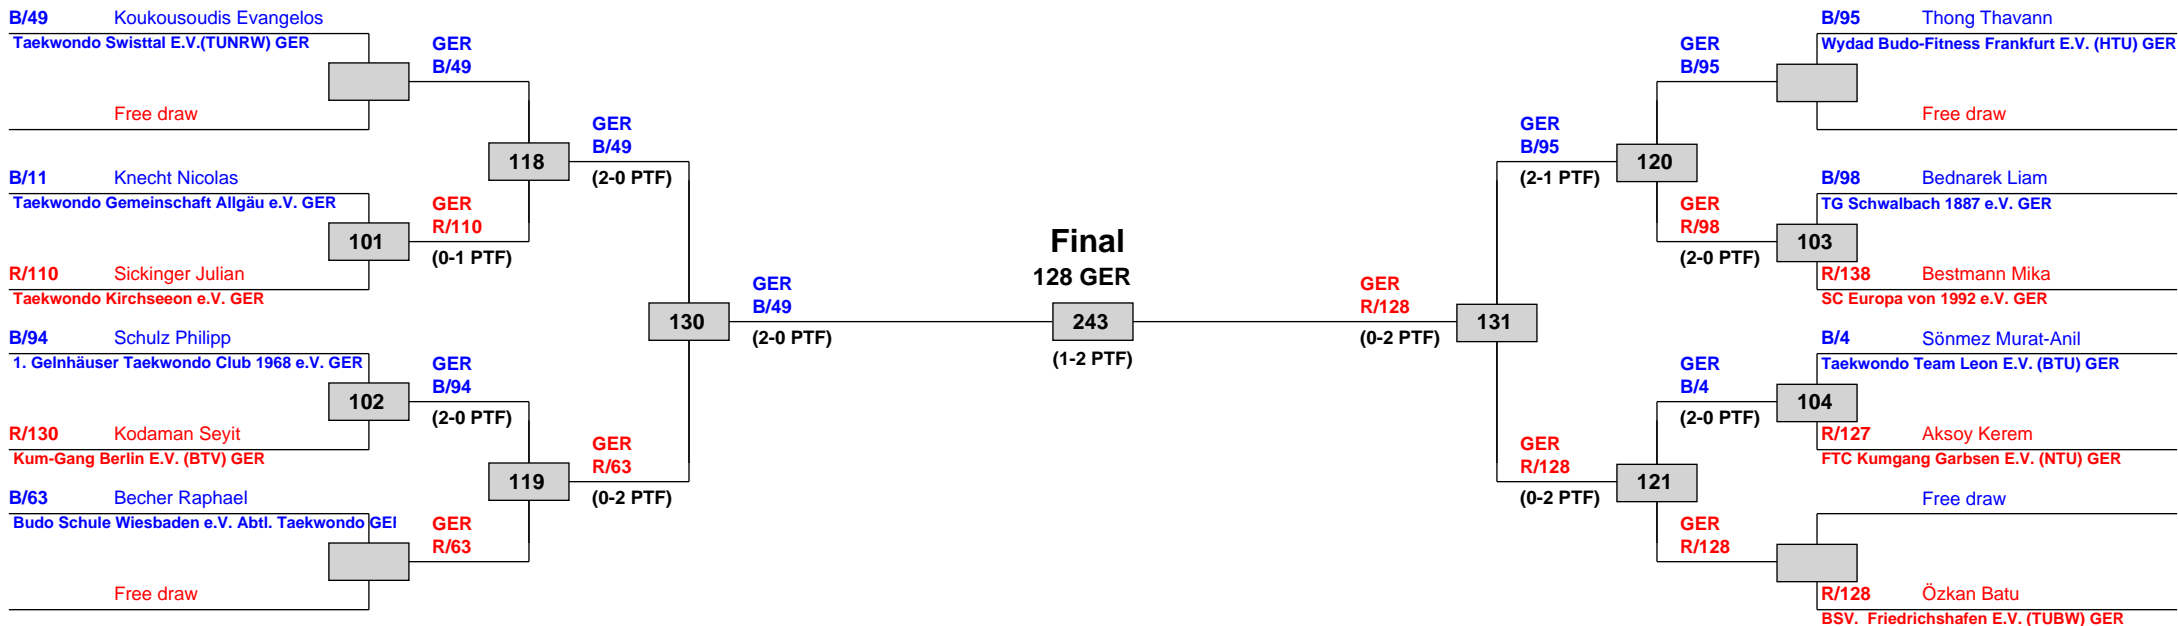 B/49 Koukousoudis Evangelos
Taekwondo Swisttal E.V.(TUNRW) GER
Free draw
B/11 Knecht Nicolas
Taekwondo Gemeinschaft Allgäu e.V. GER
101
R/110 Sickinger Julian
Taekwondo Kirchseeon e.V. GER
B/94 Schulz Philipp
1. Gelnhäuser Taekwondo Club 1968 e.V. GER
102
R/130 Kodaman Seyit
Kum-Gang Berlin E.V. (BTV) GER
B/63 Becher Raphael
Budo Schule Wiesbaden e.V. Abtl. Taekwondo GEI
Free draw
GER
B/49
118
GER
R/110
(0-1 PTF)
GER
B/94
(2-0 PTF)
119
GER
R/63
GER
B/49
(2-0 PTF)
130
GER
R/63
(0-2 PTF)
GER
B/49
(2-0 PTF)
Final
128 GER
243
(1-2 PTF)
GER
R/128
(0-2 PTF)
131
GER
B/95
(2-1 PTF)
GER
R/128
(0-2 PTF)
GER
B/95
120
GER
R/98
(2-0 PTF)
GER
B/4
(2-0 PTF)
121
GER
R/128
B/95 Thong Thavann
Wydad Budo-Fitness Frankfurt E.V. (HTU) GER
Free draw
B/98 Bednarek Liam
TG Schwalbach 1887 e.V. GER
103
R/138 Bestmann Mika
SC Europa von 1992 e.V. GER
B/4 Sönmez Murat-Anil
Taekwondo Team Leon E.V. (BTU) GER
104
R/127 Aksoy Kerem
FTC Kumgang Garbsen E.V. (NTU) GER
Free draw
R/128 Özkan Batu
BSV. Friedrichshafen E.V. (TUBW) GER